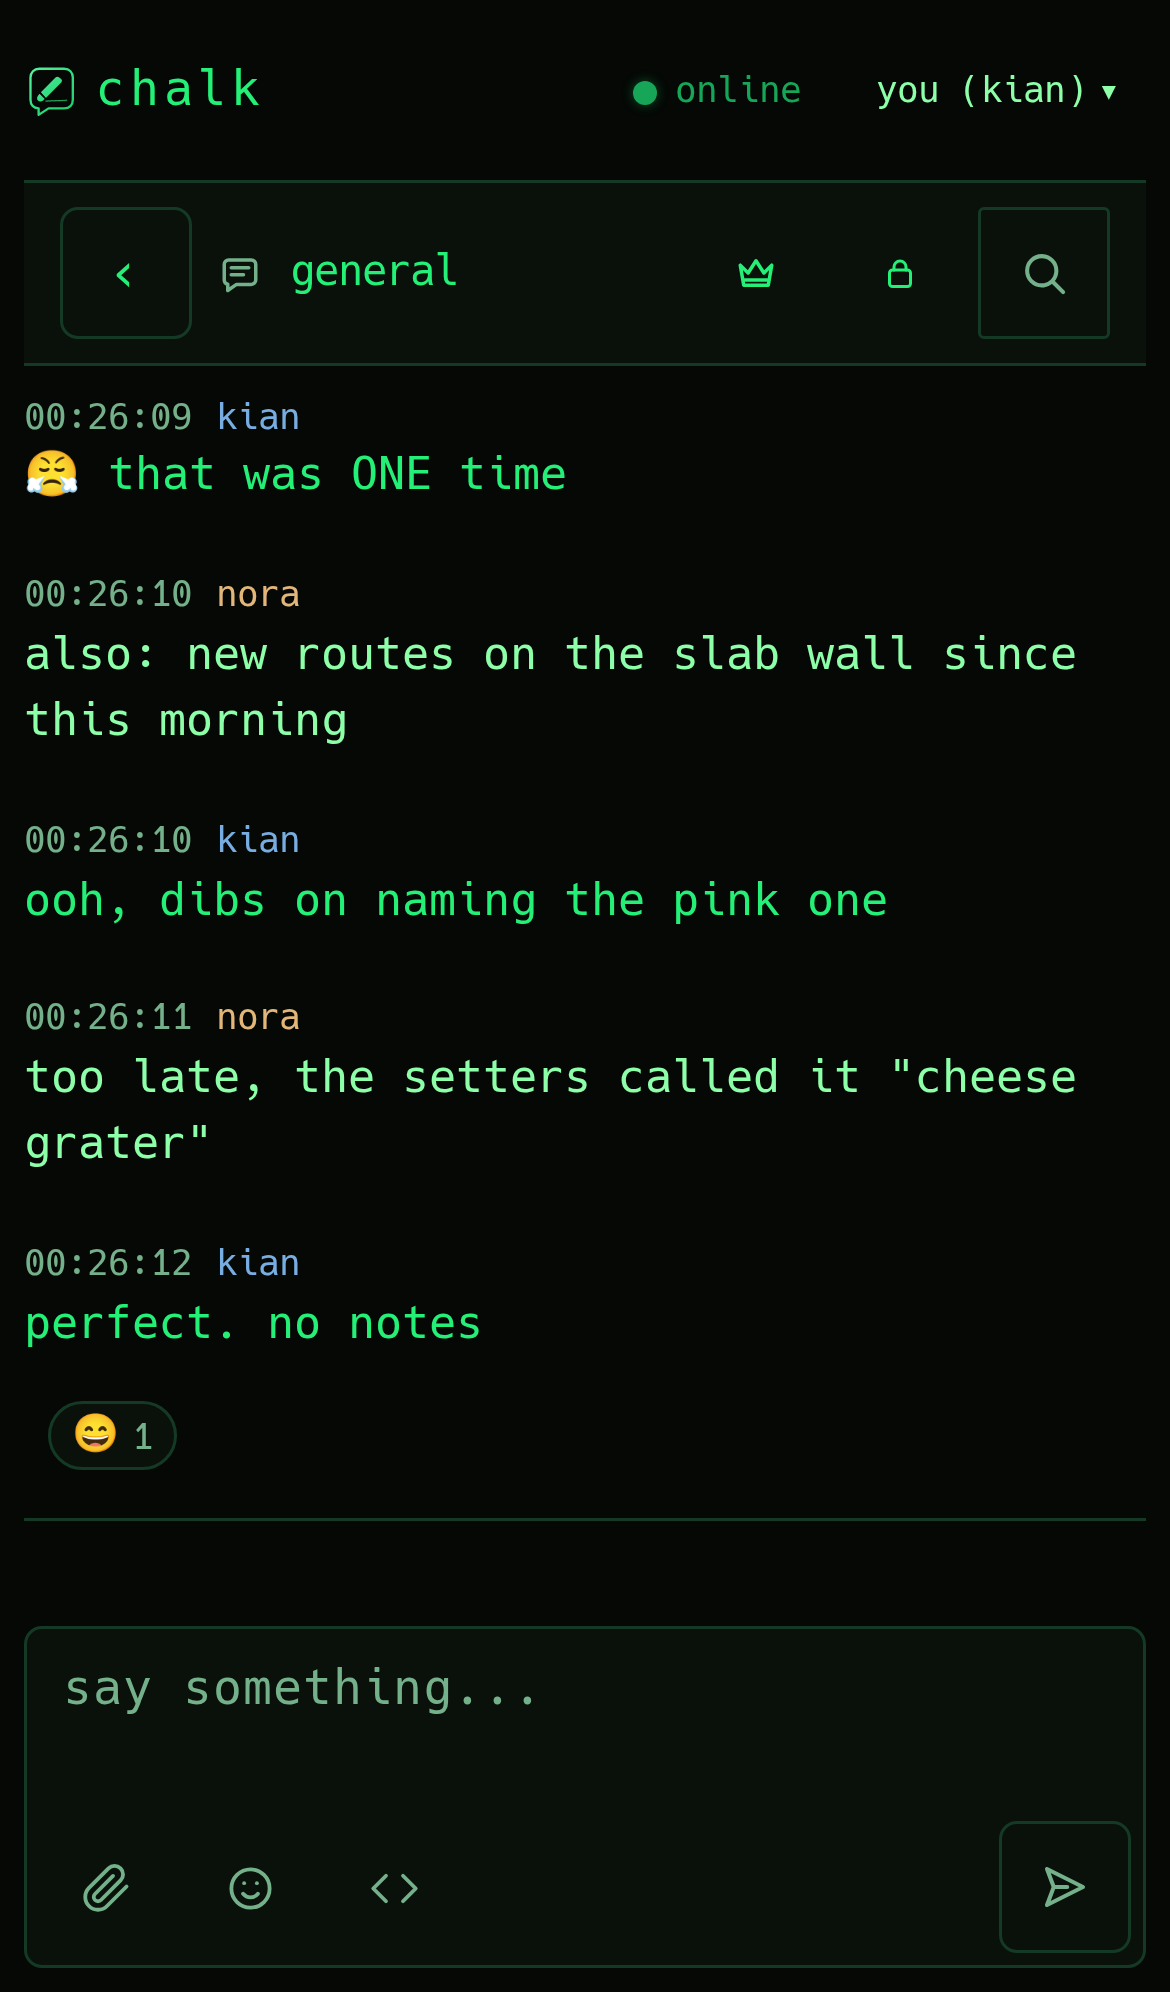 chalk
online
you (kian) ▼
general
00:26:09 kian
😤 that was ONE time
00:26:10 nora
also: new routes on the slab wall since
this morning
00:26:10 kian
ooh, dibs on naming the pink one
00:26:11 nora
too late, the setters called it "cheese
grater"
00:26:12 kian
perfect. no notes
😄 1
say something...